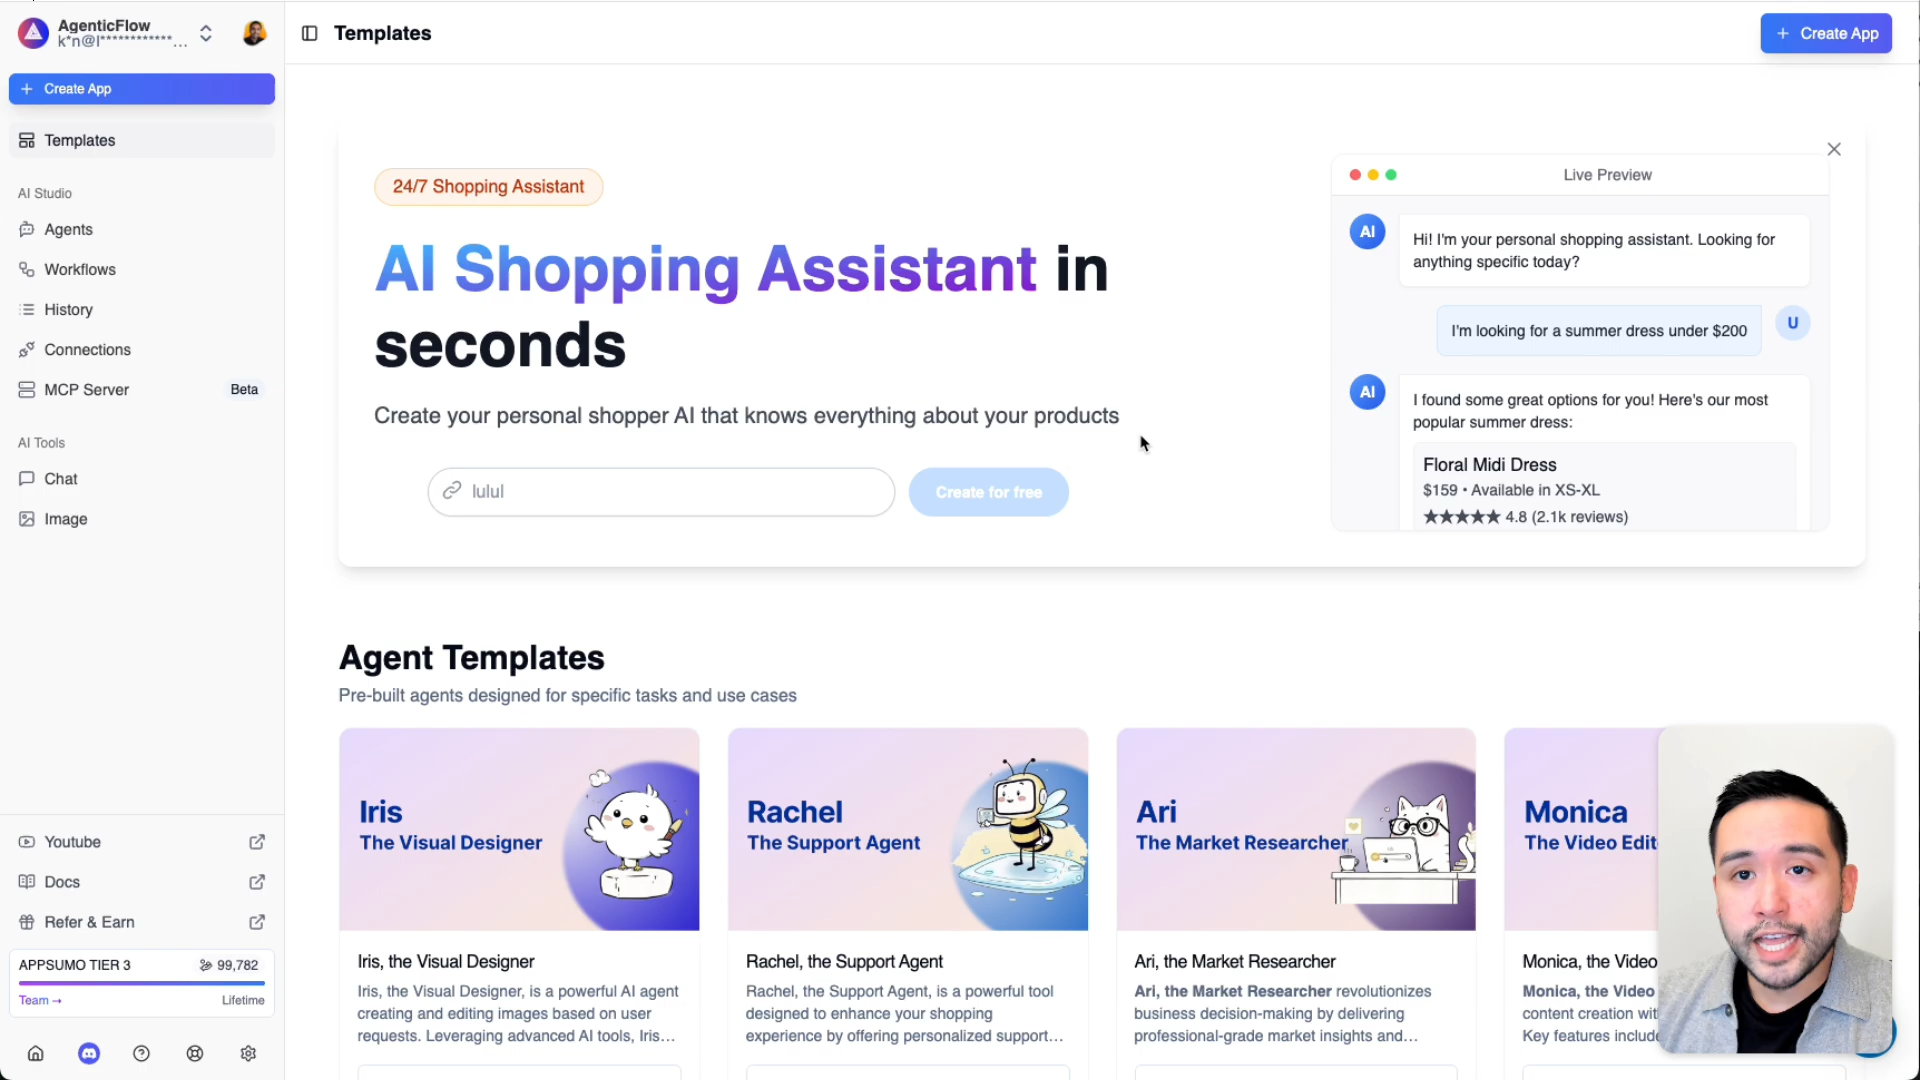 AgenticFlow
k*n@l************...
Create App
Templates
AI Studio
Agents
Workflows
History
Connections
MCP Server Beta
AI Tools
Chat
Image
Youtube
Docs
Refer & Earn
APPSUMO TIER 3 99,782
Team → Lifetime
Templates
+ Create App
24/7 Shopping Assistant
AI Shopping Assistant in
seconds
Create your personal shopper AI that knows everything about your products
lulul
Create for free
Live Preview
AI
Hi! I'm your personal shopping assistant. Looking for
anything specific today?
I'm looking for a summer dress under $200
U
AI
I found some great options for you! Here's our most
popular summer dress:
Floral Midi Dress
$159 • Available in XS-XL
★★★★★ 4.8 (2.1k reviews)
Agent Templates
Pre-built agents designed for specific tasks and use cases
Iris
The Visual Designer
Iris, the Visual Designer
Iris, the Visual Designer, is a powerful AI agent
creating and editing images based on user
requests. Leveraging advanced AI tools, Iris...
Rachel
The Support Agent
Rachel, the Support Agent
Rachel, the Support Agent, is a powerful tool
designed to enhance your shopping
experience by offering personalized support...
Ari
The Market Researcher
Ari, the Market Researcher
Ari, the Market Researcher revolutionizes
business decision-making by delivering
professional-grade market insights and...
Monica
The Video Edit
Monica, the Video
Monica, the Video
content creation wit
Key features include